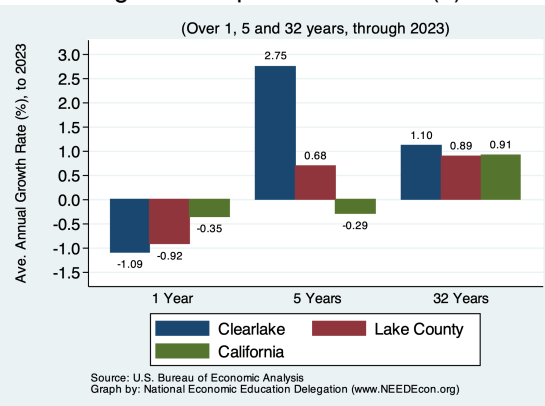 (Over 1, 5 and 32 years, through 2023)
Ave. Annual Growth Rate (%), to 2023
3.0
2.5
2.0
1.5
1.0
0.5
0.0
-0.5
-1.0
-1.5
2.75
1.10
0.89
0.91
0.68
-0.35
-0.29
-0.92
-1.09
1 Year 5 Years 32 Years
Clearlake Lake County
California
Source: U.S. Bureau of Economic Analysis
Graph by: National Economic Education Delegation (www.NEEDEcon.org)